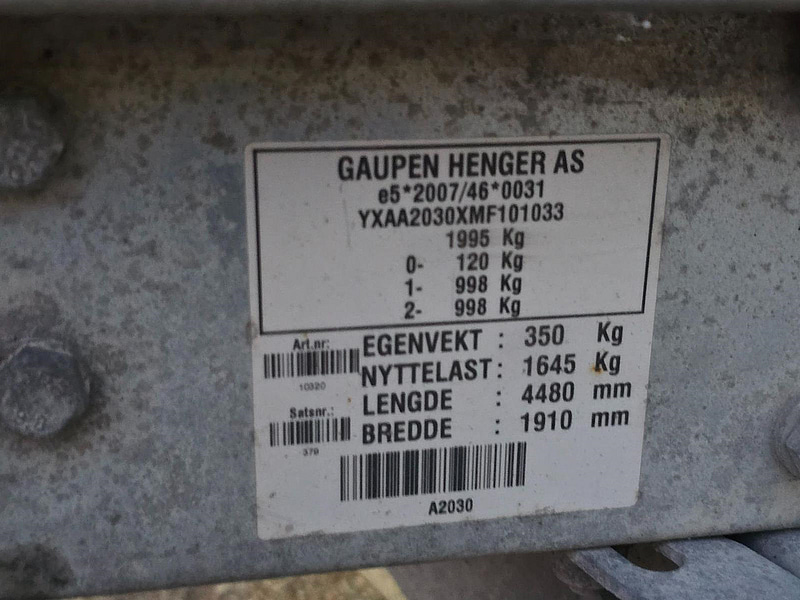 GAUPEN HENGER AS
e5*2007/46*0031
YXAA2030XMF101033
1995 Kg
0- 120 Kg
1- 998 Kg
2- 998 Kg
EGENVEKT : 350 Kg
NYTTELAST : 1645 Kg
LENGDE : 4480 mm
BREDDE : 1910 mm
Art.nr:
10320
Satsnr.:
379
A2030